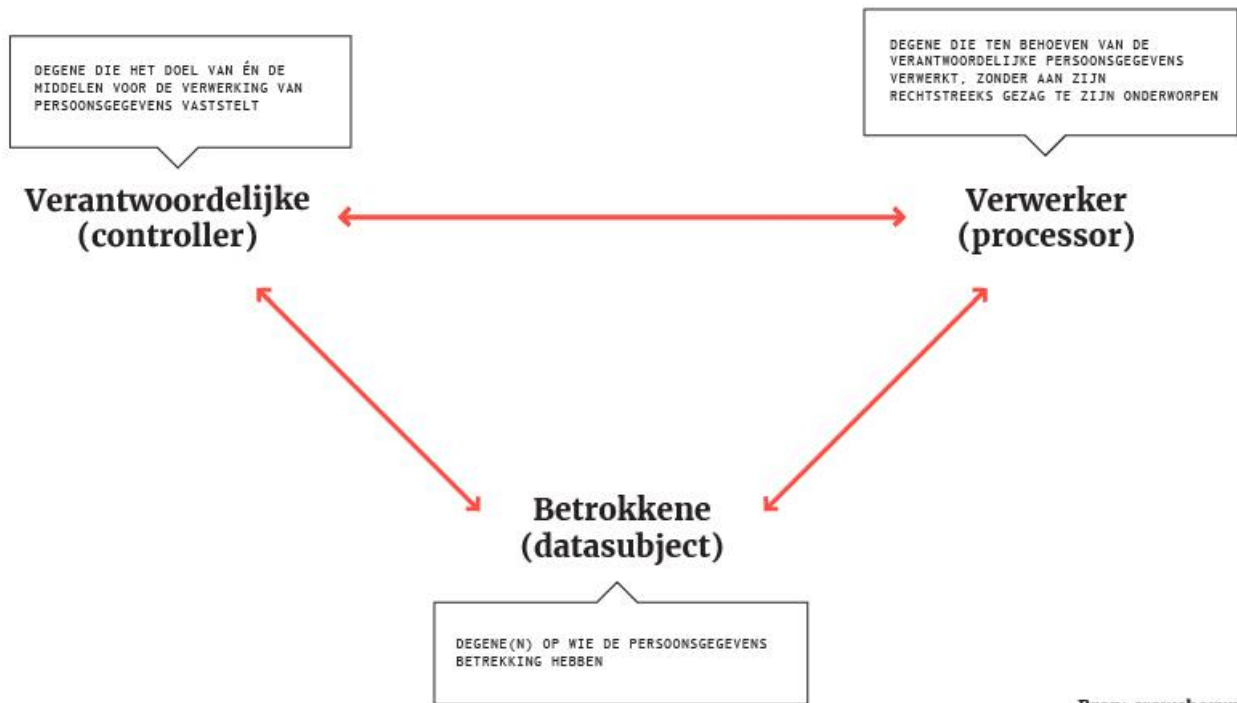 DEGENE DIE HET DOEL VAN ÉN DE
MIDDELEN VOOR DE VERWERKING VAN
PERSOONSGEGEVENS VASTSTELT
DEGENE DIE TEN BEHOEVEN VAN DE
VERANTWOORDELIJKE PERSOONSGEGEVENS
VERWERKT, ZONDER AAN ZIJN
RECHTSTREEKS GEZAG TE ZIJN ONDERWORPEN
Verantwoordelijke
(controller)
Verwerker
(processor)
Betrokkene
(datasubject)
DEGENE(N) OP WIE DE PERSOONSGEGEVENS
BETREKKING HEBBEN